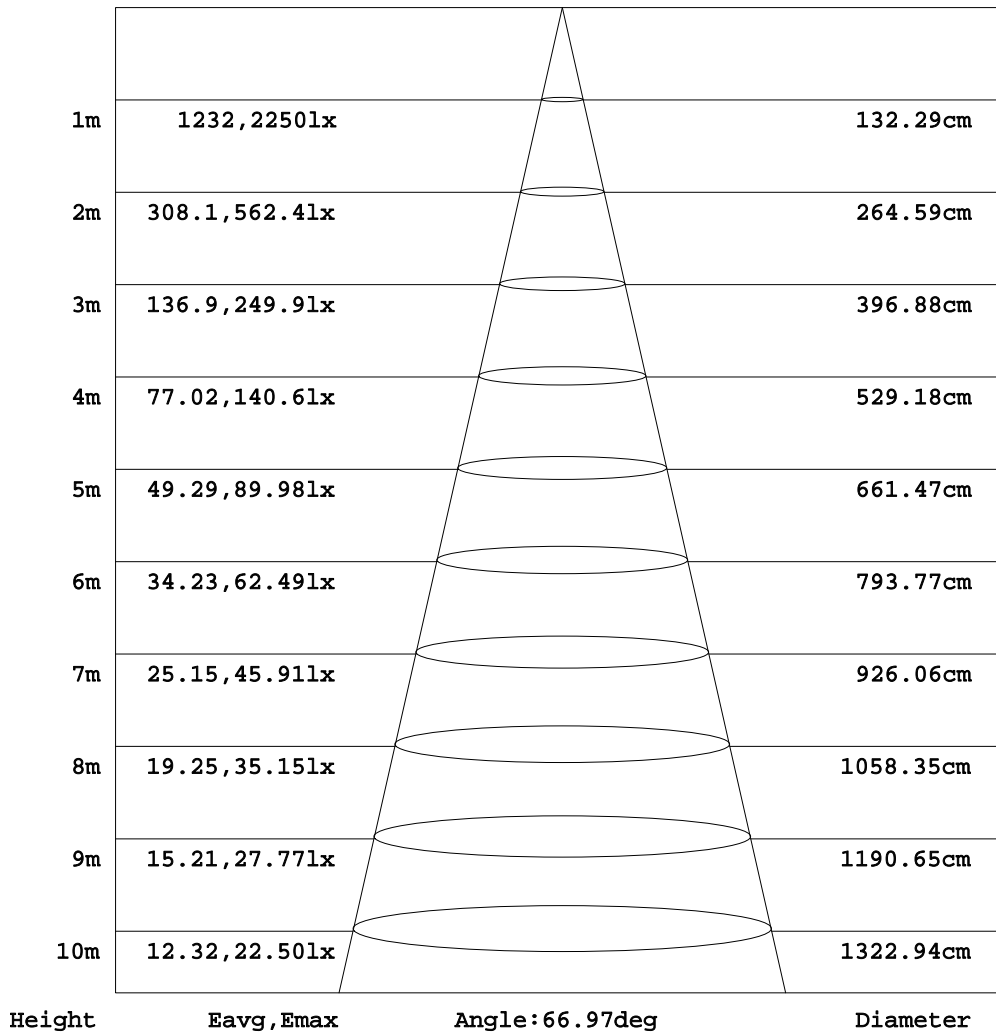 1m 1232,2250lx 132.29cm
2m 308.1,562.4lx 264.59cm
3m 136.9,249.9lx 396.88cm
4m 77.02,140.6lx 529.18cm
5m 49.29,89.98lx 661.47cm
6m 34.23,62.49lx 793.77cm
7m 25.15,45.91lx 926.06cm
8m 19.25,35.15lx 1058.35cm
9m 15.21,27.77lx 1190.65cm
10m 12.32,22.50lx 1322.94cm
Height Eavg,Emax Angle:66.97deg Diameter